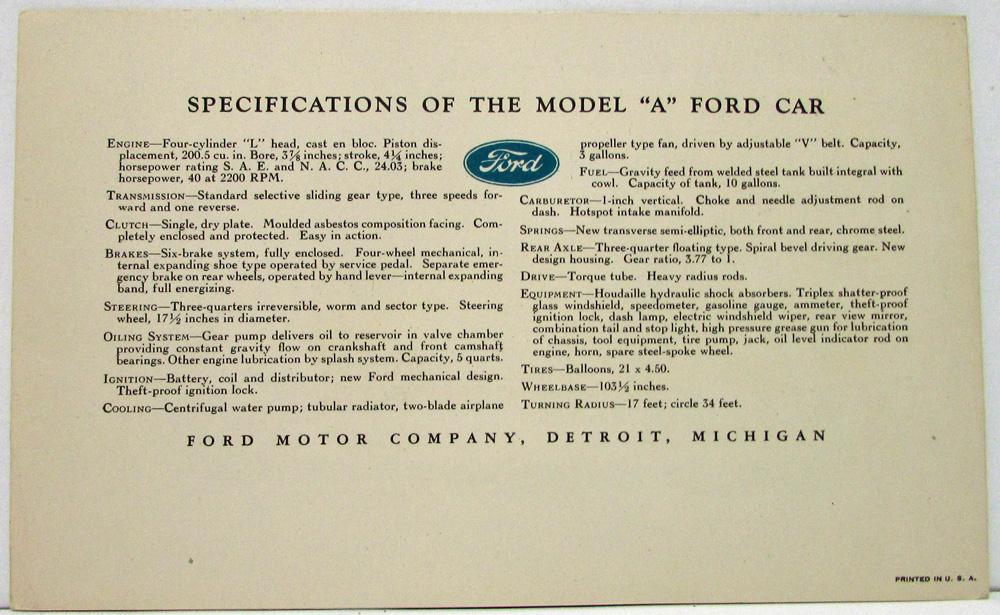 SPECIFICATIONS OF THE MODEL “A” FORD CAR
ENGINE—Four-cylinder “L” head, cast en bloc. Piston dis-
placement, 200.5 cu. in. Bore, 3⅞ inches; stroke, 4¼ inches;
horsepower rating S. A. E. and N. A. C. C., 24.03; brake
horsepower, 40 at 2200 RPM.
TRANSMISSION—Standard selective sliding gear type, three speeds for-
ward and one reverse.
CLUTCH—Single, dry plate. Moulded asbestos composition facing. Com-
pletely enclosed and protected. Easy in action.
BRAKES—Six-brake system, fully enclosed. Four-wheel mechanical, in-
ternal expanding shoe type operated by service pedal. Separate emer-
gency brake on rear wheels, operated by hand lever—internal expanding
band, full energizing.
STEERING—Three-quarters irreversible, worm and sector type. Steering
wheel, 17½ inches in diameter.
OILING SYSTEM—Gear pump delivers oil to reservoir in valve chamber
providing constant gravity flow on crankshaft and front camshaft
bearings. Other engine lubrication by splash system. Capacity, 5 quarts.
IGNITION—Battery, coil and distributor; new Ford mechanical design.
Theft-proof ignition lock.
COOLING—Centrifugal water pump; tubular radiator, two-blade airplane
Ford
propeller type fan, driven by adjustable “V” belt. Capacity,
3 gallons.
FUEL—Gravity feed from welded steel tank built integral with
cowl. Capacity of tank, 10 gallons.
CARBURETOR—1-inch vertical. Choke and needle adjustment rod on
dash. Hotspot intake manifold.
SPRINGS—New transverse semi-elliptic, both front and rear, chrome steel.
REAR AXLE—Three-quarter floating type. Spiral bevel driving gear. New
design housing. Gear ratio, 3.77 to 1.
DRIVE—Torque tube. Heavy radius rods.
EQUIPMENT—Houdaille hydraulic shock absorbers. Triplex shatter-proof
glass windshield, speedometer, gasoline gauge, ammeter, theft-proof
ignition lock, dash lamp, electric windshield wiper, rear view mirror,
combination tail and stop light, high pressure grease gun for lubrication
of chassis, tool equipment, tire pump, jack, oil level indicator rod on
engine, horn, spare steel-spoke wheel.
TIRES—Balloons, 21 x 4.50.
WHEELBASE—103½ inches.
TURNING RADIUS—17 feet; circle 34 feet.
FORD MOTOR COMPANY, DETROIT, MICHIGAN
PRINTED IN U. S. A.